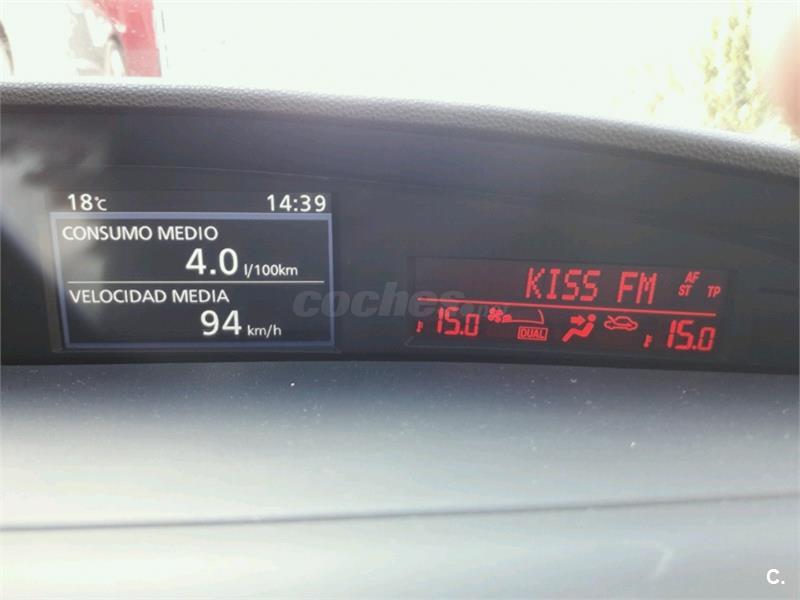 18°c 14:39
CONSUMO MEDIO
4.0 l/100km
VELOCIDAD MEDIA
94 km/h
KISS FM AF ST TP
15.0 DUAL 15.0
coches.net
C.